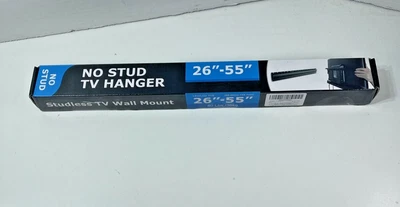 NO STUD
NO STUD
TV HANGER
26"-55"
Studless TV Wall Mount
26"-55"